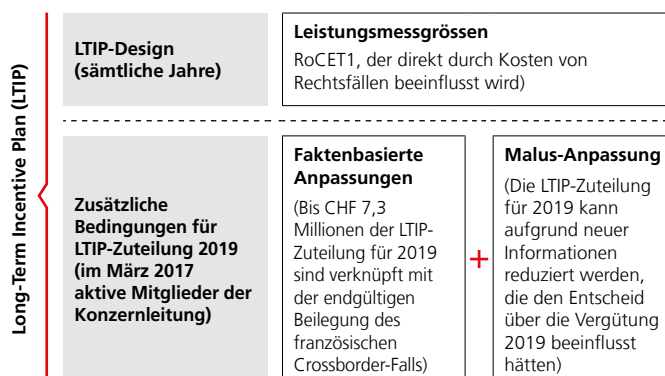 Long-Term Incentive Plan (LTIP)
LTIP-Design
(sämtliche Jahre)
Leistungsmessgrössen
RoCET1, der direkt durch Kosten von
Rechtsfällen beeinflusst wird)
Zusätzliche
Bedingungen für
LTIP-Zuteilung 2019
(im März 2017
aktive Mitglieder der
Konzernleitung)
Faktenbasierte
Anpassungen
(Bis CHF 7,3
Millionen der LTIP-
Zuteilung für 2019
sind verknüpft mit
der endgültigen
Beilegung des
französischen
Crossborder-Falls)
+
Malus-Anpassung
(Die LTIP-Zuteilung
für 2019 kann
aufgrund neuer
Informationen
reduziert werden,
die den Entscheid
über die Vergütung
2019 beeinflusst
hätten)